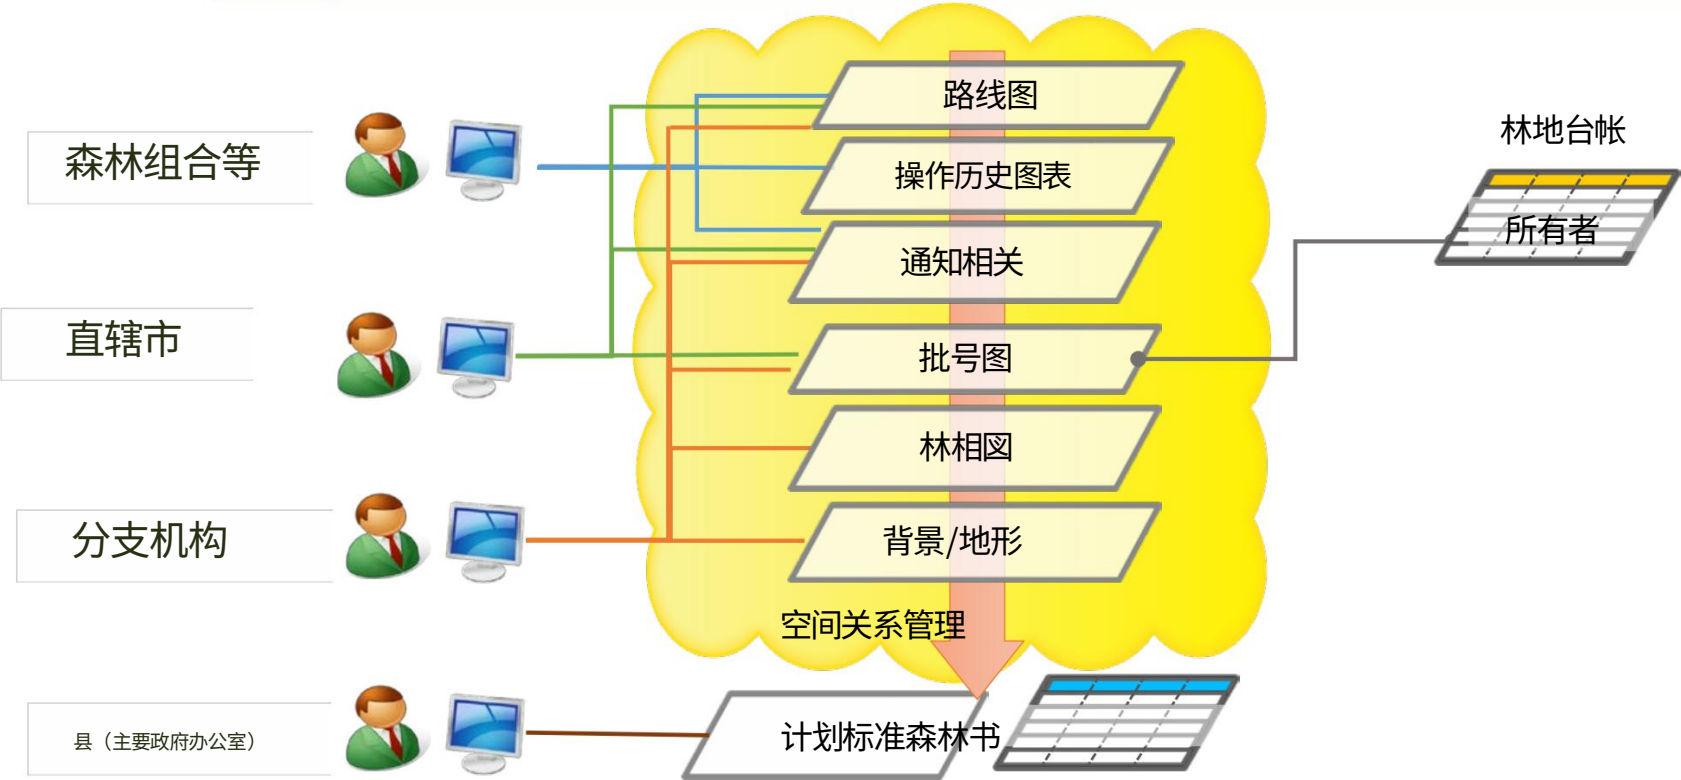 森林组合等
直辖市
分支机构
县（主要政府办公室）
路线图
操作历史图表
通知相关
批号图
林相図
背景/地形
空间关系管理
计划标准森林书
林地台帐
所有者